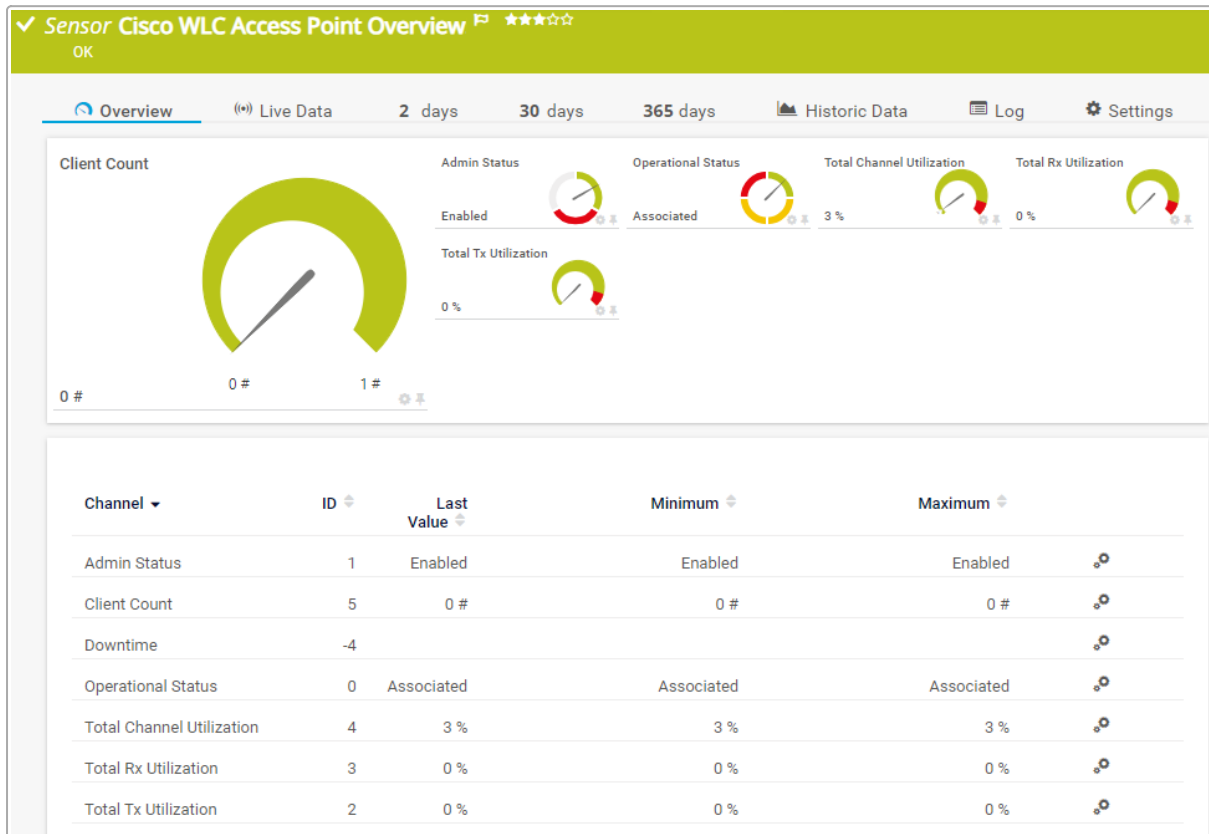 Sensor Cisco WLC Access Point Overview
OK
Overview Live Data 2 days 30 days 365 days Historic Data Log Settings
Client Count
0 #
1 #
0 #
Admin Status
Enabled
Operational Status
Associated
Total Channel Utilization
3 %
Total Rx Utilization
0 %
Total Tx Utilization
0 %
Channel ID Last Value Minimum Maximum
Admin Status 1 Enabled Enabled Enabled
Client Count 5 0 # 0 # 0 #
Downtime -4
Operational Status 0 Associated Associated Associated
Total Channel Utilization 4 3 % 3 % 3 %
Total Rx Utilization 3 0 % 0 % 0 %
Total Tx Utilization 2 0 % 0 % 0 %